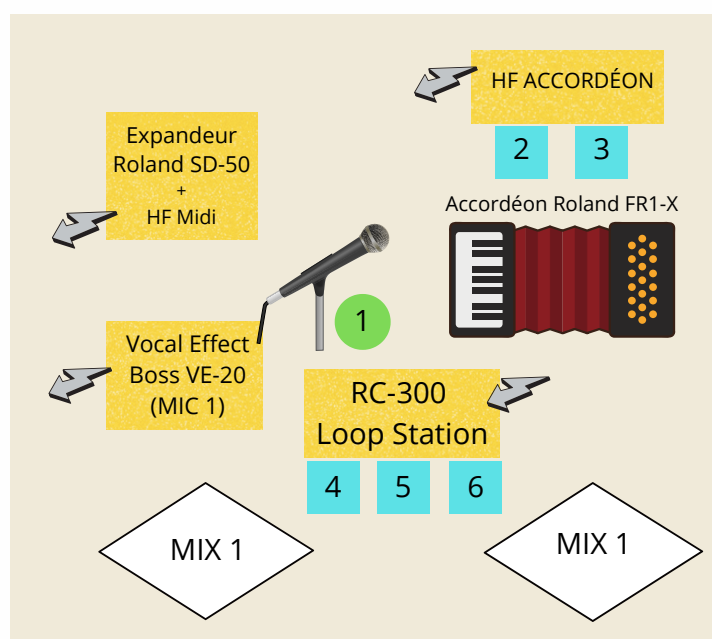 HF ACCORDÉON
2
3
Expandeur
Roland SD-50
+
HF Midi
Accordéon Roland FR1-X
1
Vocal Effect
Boss VE-20
(MIC 1)
RC-300
Loop Station
4
5
6
MIX 1
MIX 1